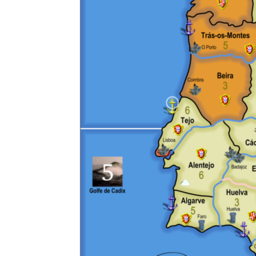 Trás-os-Montes
5
O Porto
Coimbra
Beira
3
6
Tejo
Lisboa
5
Golfe de Cadix
Alentejo
6
Badajoz
Các
E
Huelva
3
Algarve
5
Faro
Huelva